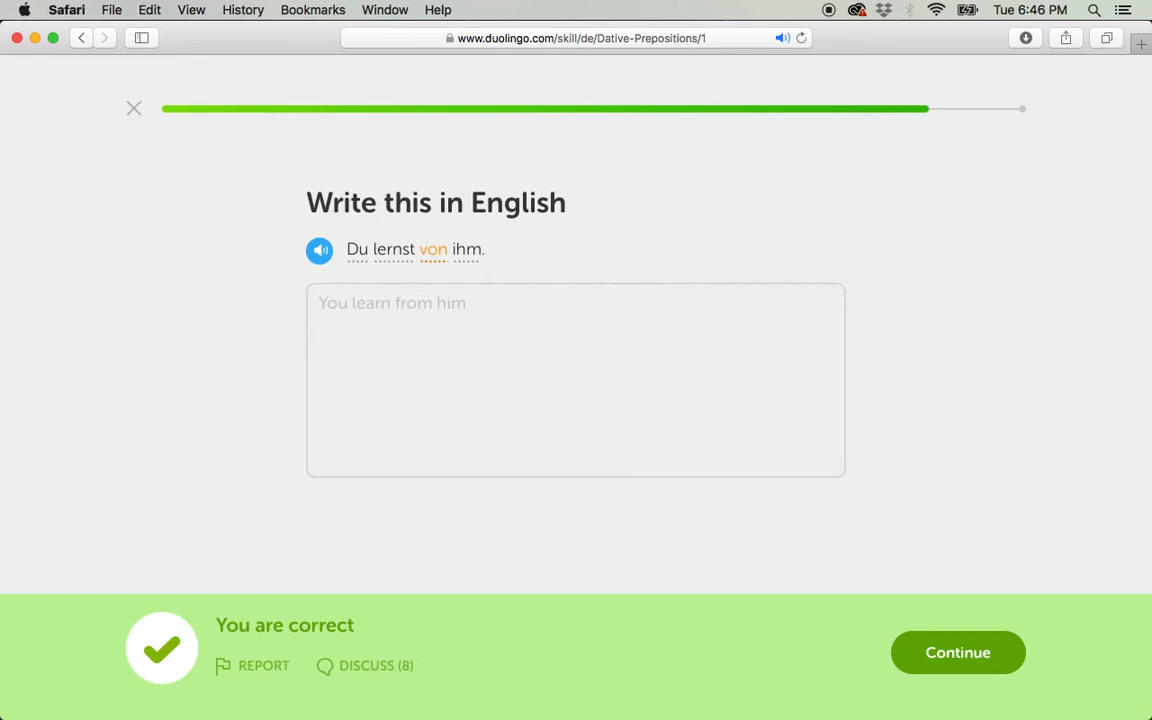 Safari File Edit View History Bookmarks Window Help Tue 6:46 PM
www.duolingo.com/skill/de/Dative-Prepositions/1
Write this in English
Du lernst von ihm.
You learn from him
You are correct
REPORT DISCUSS (8)
Continue